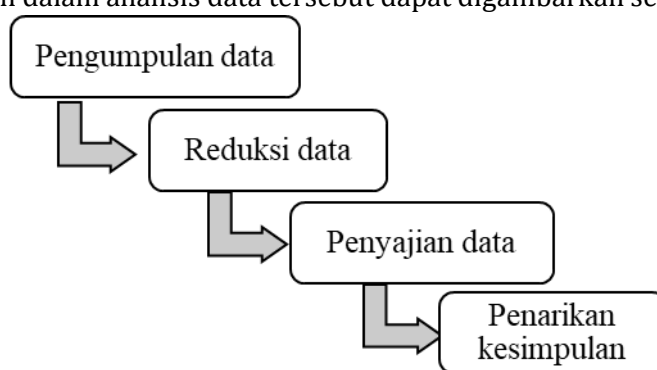 dalam analisis data tersebut dapat digambarkan
Pengumpulan data
Reduksi data
Penyajian data
Penarikan
kesimpulan